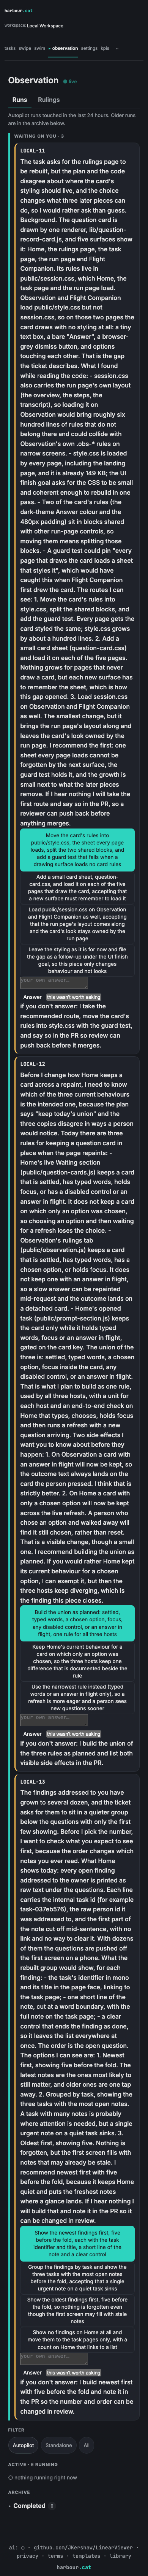 harbour.cat
workspace: Local Workspace
tasks swipe swim • observation settings kpis →
Observation Live
Runs Rulings
Autopilot runs touched in the last 24 hours. Older runs
are in the archive below.
WAITING ON YOU · 3
LOCAL-11
The task asks for the rulings page to
be rebuilt, but the plan and the code
disagree about where the card's
styling should live, and the choice
changes what three later pieces can
do, so I would rather ask than guess.
Background. The question card is
drawn by one renderer, lib/question-
record-card.js, and five surfaces show
it: Home, the rulings page, the task
page, the run page and Flight
Companion. Its rules live in
public/session.css, which Home, the
task page and the run page load.
Observation and Flight Companion
load public/style.css but not
session.css, so on those two pages the
card draws with no styling at all: a tiny
text box, a bare "Answer", a browser-
grey dismiss button, and options
touching each other. That is the gap
the ticket describes. What I found
while reading the code: - session.css
also carries the run page's own layout
(the overview, the steps, the
transcript), so loading it on
Observation would bring roughly six
hundred lines of rules that do not
belong there and could collide with
Observation's own .obs-* rules on
narrow screens. - style.css is loaded
by every page, including the landing
page, and it is already 149 KB; the UI
finish goal asks for the CSS to be small
and coherent enough to rebuild in one
pass. - Two of the card's rules (the
dark-theme Answer colour and the
480px padding) sit in blocks shared
with other run-page controls, so
moving them means splitting those
blocks. - A guard test could pin "every
page that draws the card loads a sheet
that styles it", which would have
caught this when Flight Companion
first drew the card. The routes I can
see: 1. Move the card's rules into
style.css, split the shared blocks, and
add the guard test. Every page gets the
card styled the same; style.css grows
by about a hundred lines. 2. Add a
small card sheet (question-card.css)
and load it on each of the five pages.
Nothing grows for pages that never
draw a card, but each new surface has
to remember the sheet, which is how
this gap opened. 3. Load session.css
on Observation and Flight Companion
as well. The smallest change, but it
brings the run page's layout along and
leaves the card's look owned by the
run page. I recommend the first: one
sheet every page loads cannot be
forgotten by the next surface, the
guard test holds it, and the growth is
small next to what the later pieces
remove. If I hear nothing I will take the
first route and say so in the PR, so a
reviewer can push back before
anything merges.
Move the card's rules into
public/style.css, the sheet every page
loads, split the two shared blocks, and
add a guard test that fails when a
drawing surface loads no rules for it
Add a small card sheet, question-
card.css, and load it on each of the five
pages that draw the card, accepting that
a new surface must remember to load it
Load public/session.css on Observation
and Flight Companion as well, accepting
that the run page's layout comes along
and the card's look stays owned by the
run page
Leave the styling as it is for now and file
the gap as a follow-up under the UI finish
goal, so this piece only changes
behaviour and not looks
your own answer…
Answer this wasn't worth asking
if you don't answer: I take the
recommended route, move the card's
rules into style.css with the guard test,
and say so in the PR so review can
push back before it merges.
LOCAL-12
Before I change how Home keeps a
card across a repaint, I need to know
which of the three current behaviours
is the intended one, because the plan
says "keep today's union" and the
three copies disagree in ways a person
would notice. Today there are three
rules for keeping a question card in
place when the page repaints: -
Home's live Waiting section
(public/question-cards.js) keeps a card
that is settled, has typed words, holds
focus, or has a disabled control or an
answer in flight. It does not keep a card
on which only an option was chosen,
so choosing an option and then waiting
for a refresh loses the choice. -
Observation's rulings tab
(public/observation.js) keeps a card
that is settled, has typed words, has a
chosen option, or holds focus. It does
not keep one with an answer in flight,
so a slow answer can be repainted
mid-request and the outcome lands on
a detached card. - Home's opened
task (public/prompt-section.js) keeps
the card only while it holds typed
words, focus or an answer in flight,
gated on the card key. The union of the
three is: settled, typed words, a chosen
option, focus inside the card, any
disabled control, or an answer in flight.
That is what I plan to build as one rule,
used by all three hosts, with a unit for
each host and an end to end case on
Home that types, chooses, holds focus
and then runs a refresh with a new
question arriving. Two side effects I
want you to know about before they
happen: 1. On Observation a card with
an answer in flight will now be kept, so
the outcome text always lands on the
card the person pressed. I think that is
strictly better. 2. On Home a card with
only a chosen option will now be kept
across the live refresh. A person who
chose an option and walked away will
find it still chosen, rather than reset.
That is a visible change, though a small
one. I recommend building the union as
planned. If you would rather Home kept
its current behaviour for a chosen
option, I can exempt it, but then the
three hosts keep diverging, which is
the finding this piece closes.
Build the union as planned: settled,
typed words, a chosen option, focus,
any disabled control, or an answer in
flight, one rule for all three hosts
Keep Home's current behaviour for a
card on which only an option was
chosen, so the three hosts keep one
difference that is documented beside the
rule
Use the narrowest rule instead (typed
words or an answer in flight only), so a
refresh is more eager and a person sees
new questions sooner
your own answer…
Answer this wasn't worth asking
if you don't answer: I build the union of
the three rules as planned and list both
visible side effects in the PR.
LOCAL-13
The findings addressed to you have
grown to several dozen, and the ticket
asks for them to sit in a quieter group
below the questions with only the first
few showing. Before I pick the number,
I want to check what you expect to see
first, because the order changes which
notes you ever read. What Home
shows today: every open finding
addressed to the owner is printed as
raw text under the questions. Each line
carries the internal task id (for example
task-037eb576), the raw person id it
was addressed to, and the first part of
the note cut off mid-sentence, with no
link and no way to clear it. With dozens
of them the questions are pushed off
the first screen on a phone. What the
rebuilt group would show, for each
finding: - the task's identifier in mono
and its title in the page face, linking to
the task page; - one short line of the
note, cut at a word boundary, with the
full note on the task page; - a clear
control that ends the finding as done,
so it leaves the list everywhere at
once. The order is the open question.
The options I can see are: 1. Newest
first, showing five before the fold. The
latest notes are the ones most likely to
still matter, and older ones are one tap
away. 2. Grouped by task, showing the
three tasks with the most open notes.
A task with many notes is probably
where attention is needed, but a single
urgent note on a quiet task sinks. 3.
Oldest first, showing five. Nothing is
forgotten, but the first screen fills with
notes that may already be stale. I
recommend newest first with five
before the fold, because it keeps Home
quiet and puts the freshest notes
where a glance lands. If I hear nothing I
will build that and note it in the PR so it
can be changed in review.
Show the newest findings first, five
before the fold, each with the task
identifier and title, a short line of the
note and a clear control
Group the findings by task and show the
three tasks with the most open notes
before the fold, accepting that a single
urgent note on a quiet task sinks
Show the oldest findings first, five before
the fold, so nothing is forgotten even
though the first screen may fill with stale
notes
Show no findings on Home at all and
move them to the task pages only, with a
count on Home that links to a list
your own answer…
Answer this wasn't worth asking
if you don't answer: I build newest first
with five before the fold and note it in
the PR so the number and order can be
changed in review.
FILTER
Autopilot Standalone All
ACTIVE · 0 RUNNING
nothing running right now
ARCHIVE
Completed 0
ai: ○ · github.com/JKershaw/LinearViewer ·
privacy · terms · templates · library
harbour.cat